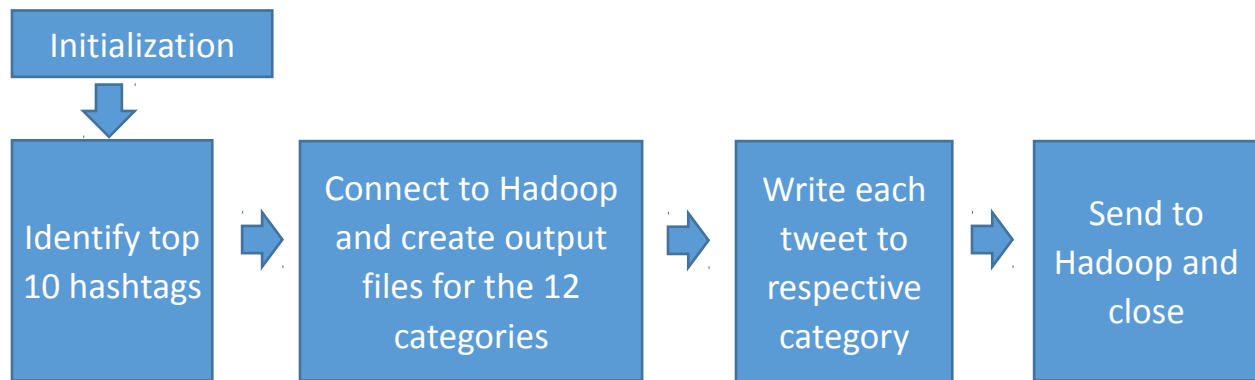 Initialization
Identify top
10 hashtags
Connect to Hadoop
and create output
files for the 12
categories
Write each
tweet to
respective
category
Send to
Hadoop and
close